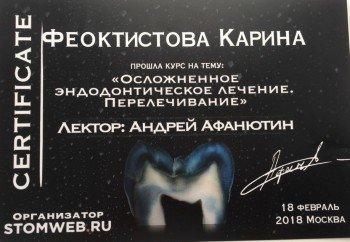 CERTIFICATE
Феоктистова Карина
прошла курс на тему:
«Осложненное
эндодонтическое лечение.
Перелечивание»
Лектор: Андрей Афанютин
Организатор
STOMWEB.RU
18 февраль
2018 Москва